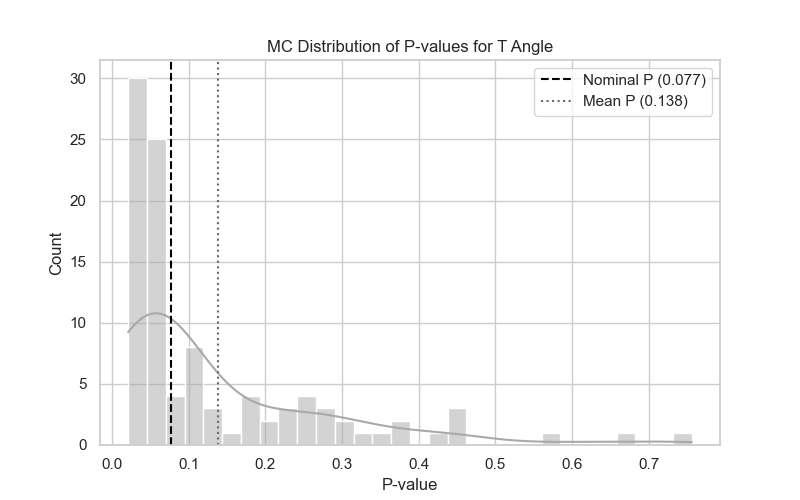 MC Distribution of P-values for T Angle
Nominal P (0.077)
Mean P (0.138)
30
25
20
15
10
5
0
Count
0.0 0.1 0.2 0.3 0.4 0.5 0.6 0.7
P-value